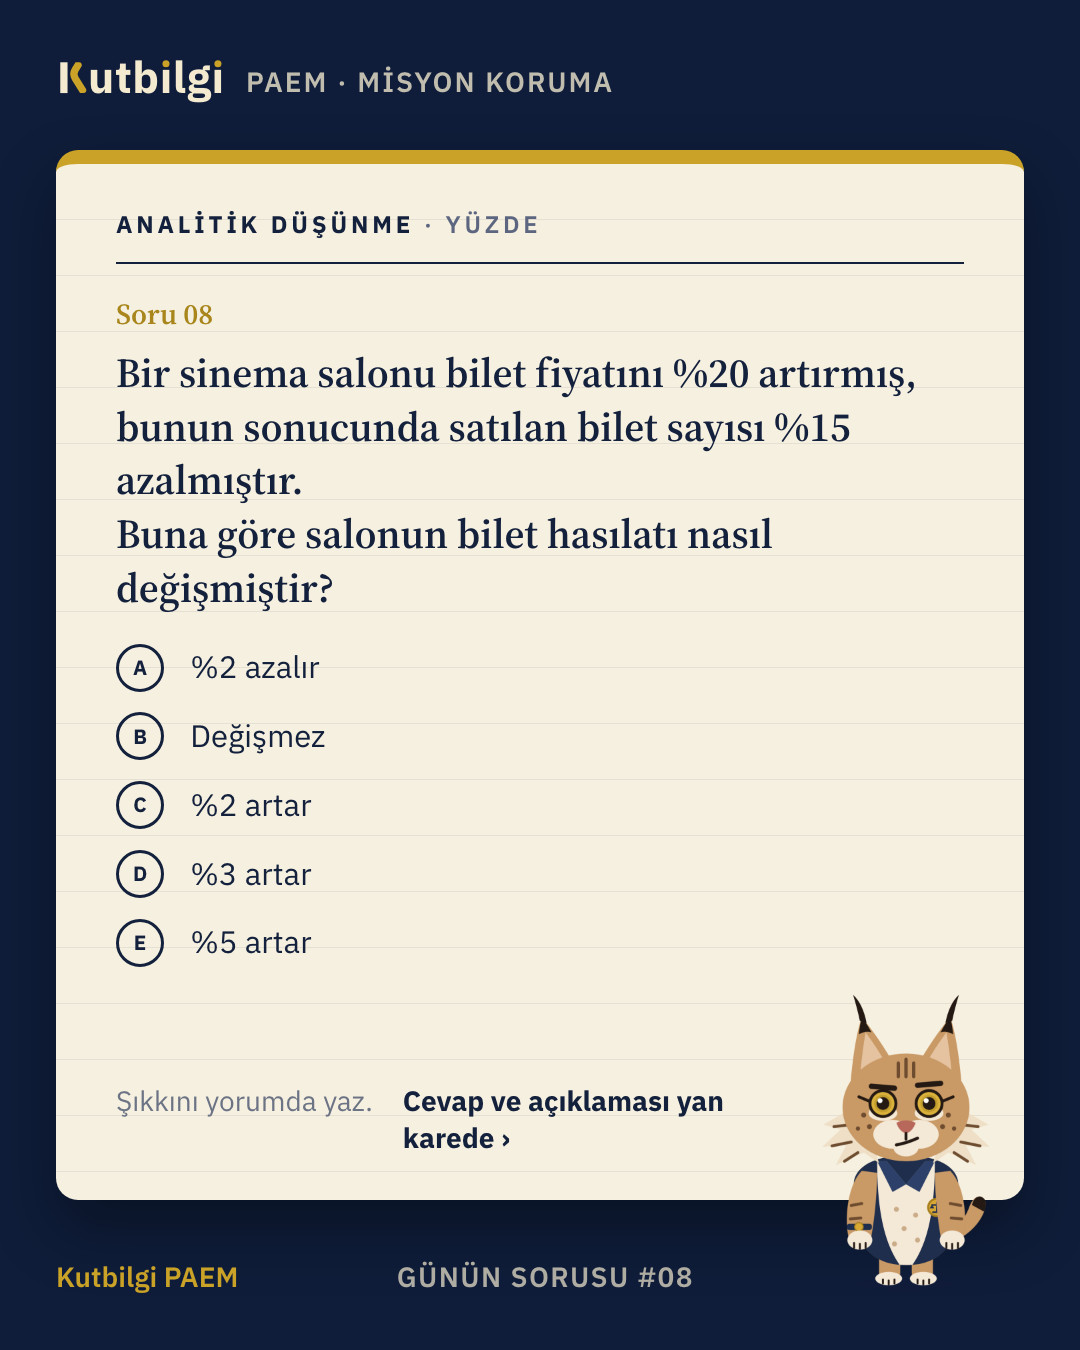 Kutbilgi PAEM · MİSYON KORUMA
ANALİTİK DÜŞÜNME · YÜZDE
Soru 08
Bir sinema salonu bilet fiyatını %20 artırmış,
bunun sonucunda satılan bilet sayısı %15
azalmıştır.
Buna göre salonun bilet hasılatı nasıl
değişmiştir?
A %2 azalır
B Değişmez
C %2 artar
D %3 artar
E %5 artar
Şıkkını yorumda yaz. Cevap ve açıklaması yan
karede ›
Kutbilgi PAEM GÜNÜN SORUSU #08